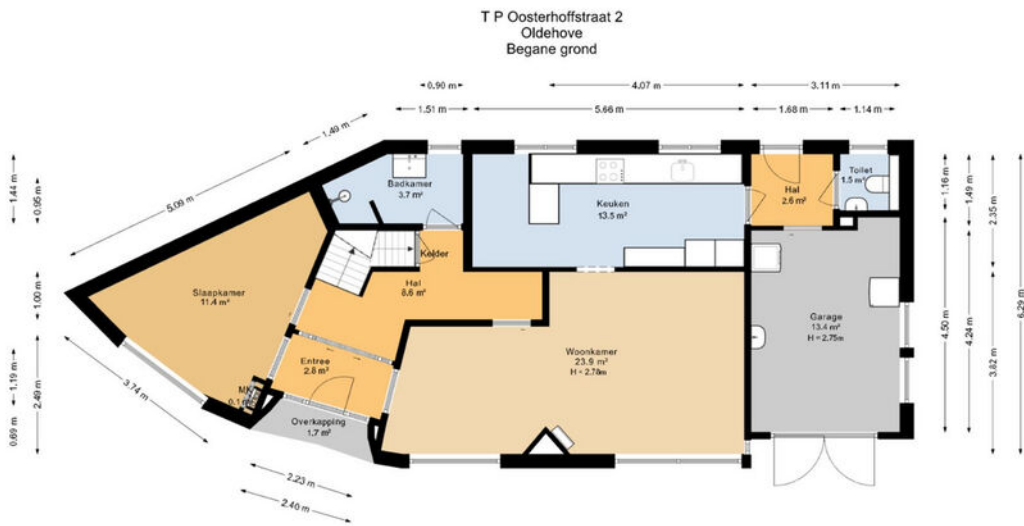 T P Oosterhoffstraat 2
Oldehove
Begane grond
0.90 m
4.07 m
3.11 m
1.51 m
5.66 m
1.68 m
1.14 m
1.49 m
5.09 m
1.44 m
0.95 m
1.00 m
1.19 m
2.49 m
0.69 m
3.74 m
2.23 m
2.40 m
1.16 m
1.49 m
2.35 m
4.50 m
4.24 m
3.82 m
6.29 m
Badkamer
3.7 m²
Keuken
13.5 m²
Hal
2.6 m²
Toilet
1.5 m²
Kelder
Slaapkamer
11.4 m²
Hal
8.6 m²
Garage
13.4 m²
H = 2.75m
Woonkamer
23.9 m²
H = 2.78m
Entree
2.8 m²
MK
Overkapping
1.7 m²